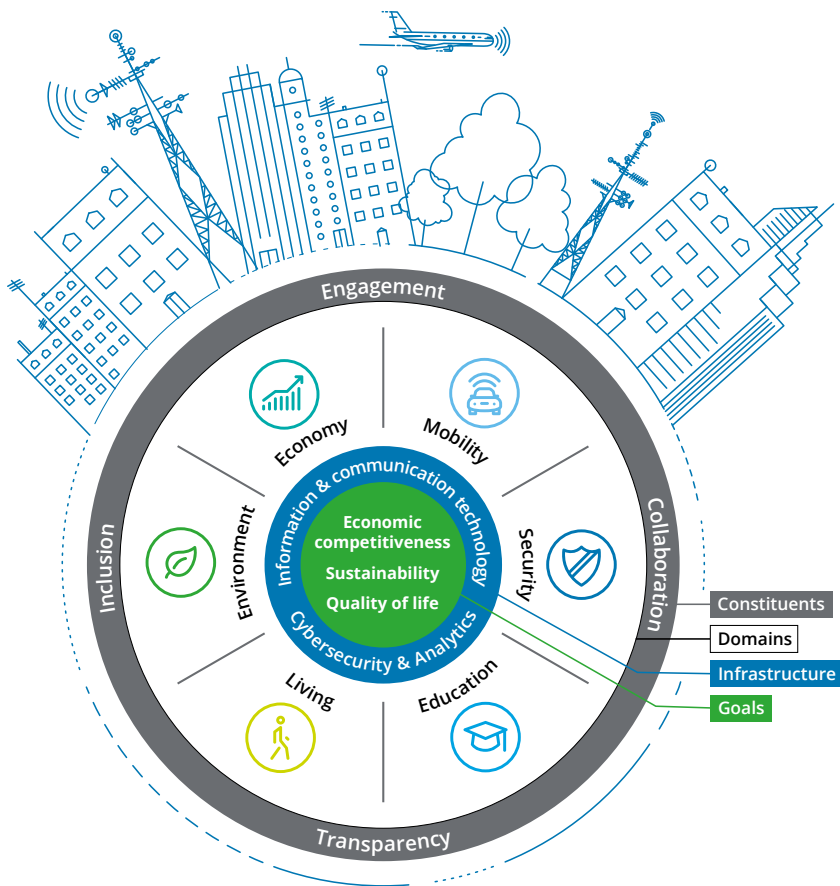 Engagement
Economy
Mobility
Information & communication technology
Inclusion
Environment
Economic
competitiveness
Sustainability
Quality of life
Security
Collaboration
Cybersecurity & Analytics
Living
Education
Transparency
Constituents
Domains
Infrastructure
Goals